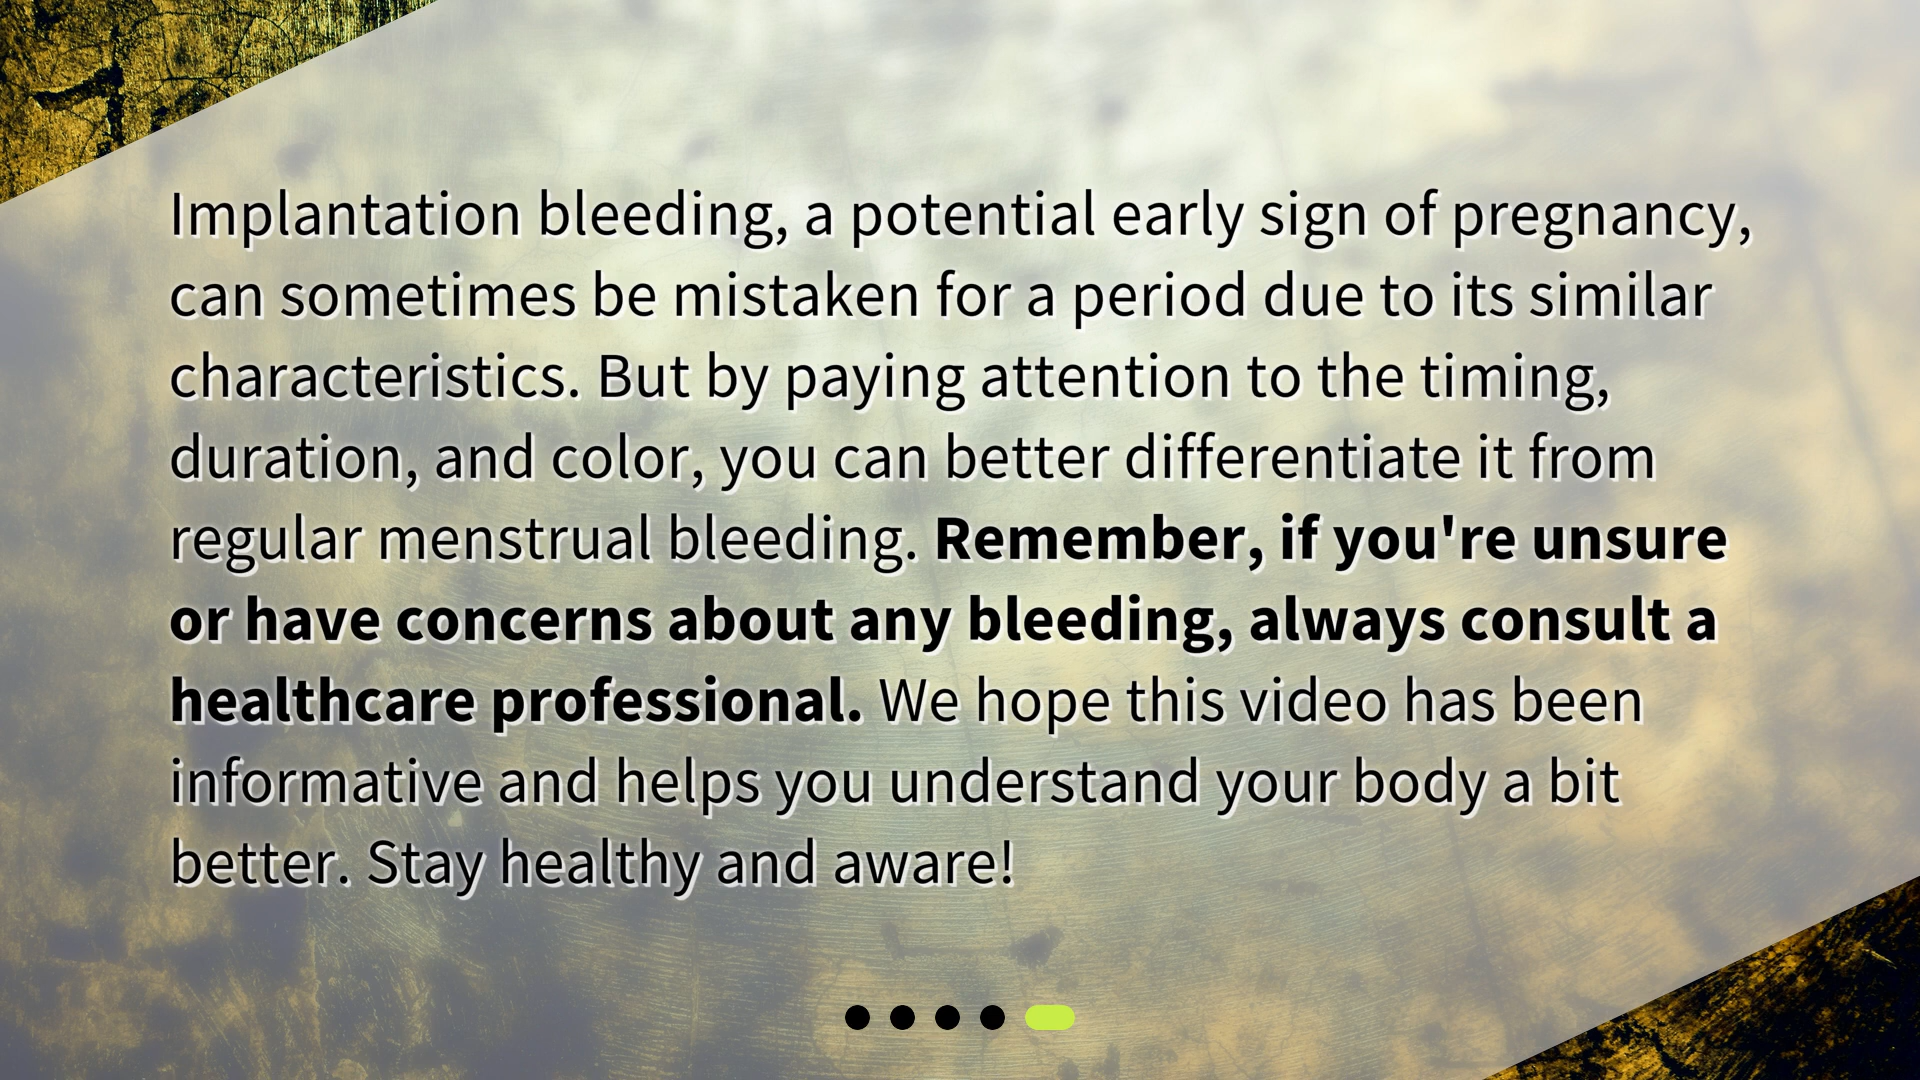 Implantation bleeding, a potential early sign of pregnancy,
can sometimes be mistaken for a period due to its similar
characteristics. But by paying attention to the timing,
duration, and color, you can better differentiate it from
regular menstrual bleeding. Remember, if you're unsure
or have concerns about any bleeding, always consult a
healthcare professional. We hope this video has been
informative and helps you understand your body a bit
better. Stay healthy and aware!